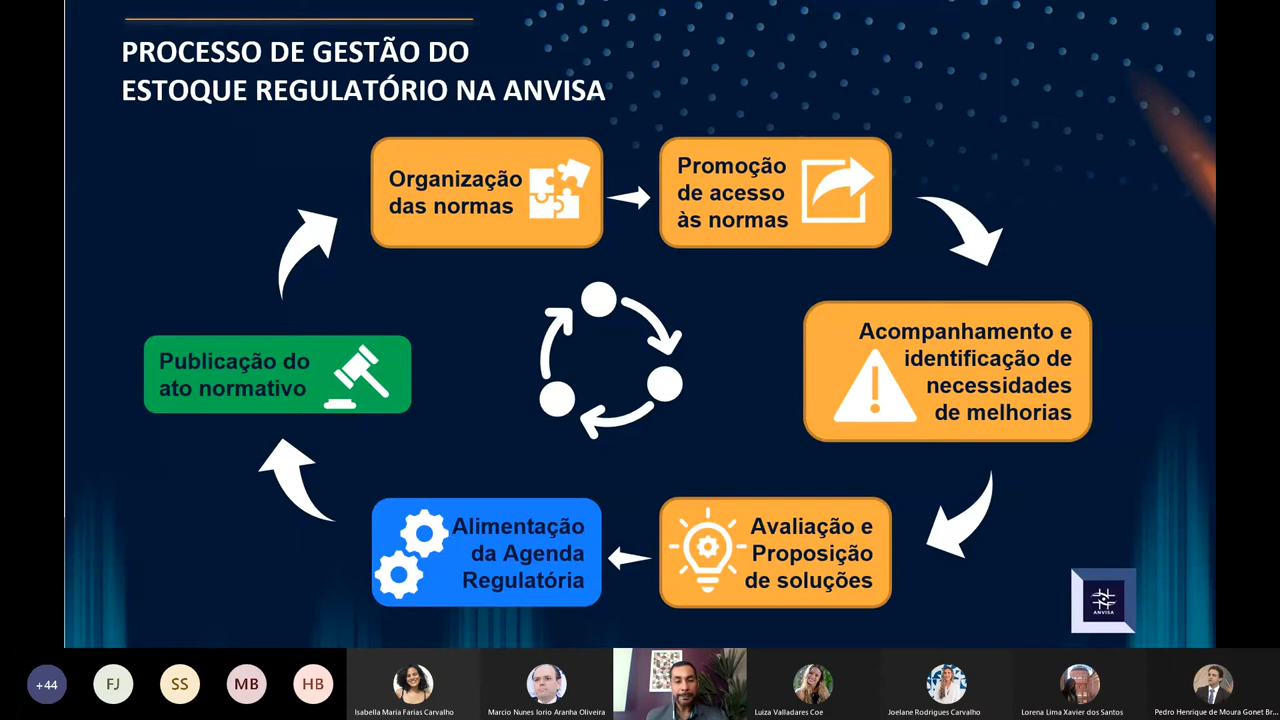 PROCESSO DE GESTÃO DO
ESTOQUE REGULATÓRIO NA ANVISA
Organização
das normas
Promoção
de acesso
às normas
Acompanhamento e
identificação de
necessidades
de melhorias
Publicação do
ato normativo
Alimentação
da Agenda
Regulatória
Avaliação e
Proposição
de soluções
ANVISA
+44
FJ
SS
MB
HB
Isabella Maria Farias Carvalho
Marcio Nunes Iorio Aranha Oliveira
Luiza Valladares Coe
Joelane Rodrigues Carvalho
Lorena Lima Xavier dos Santos
Pedro Henrique de Moura Gonet Br...